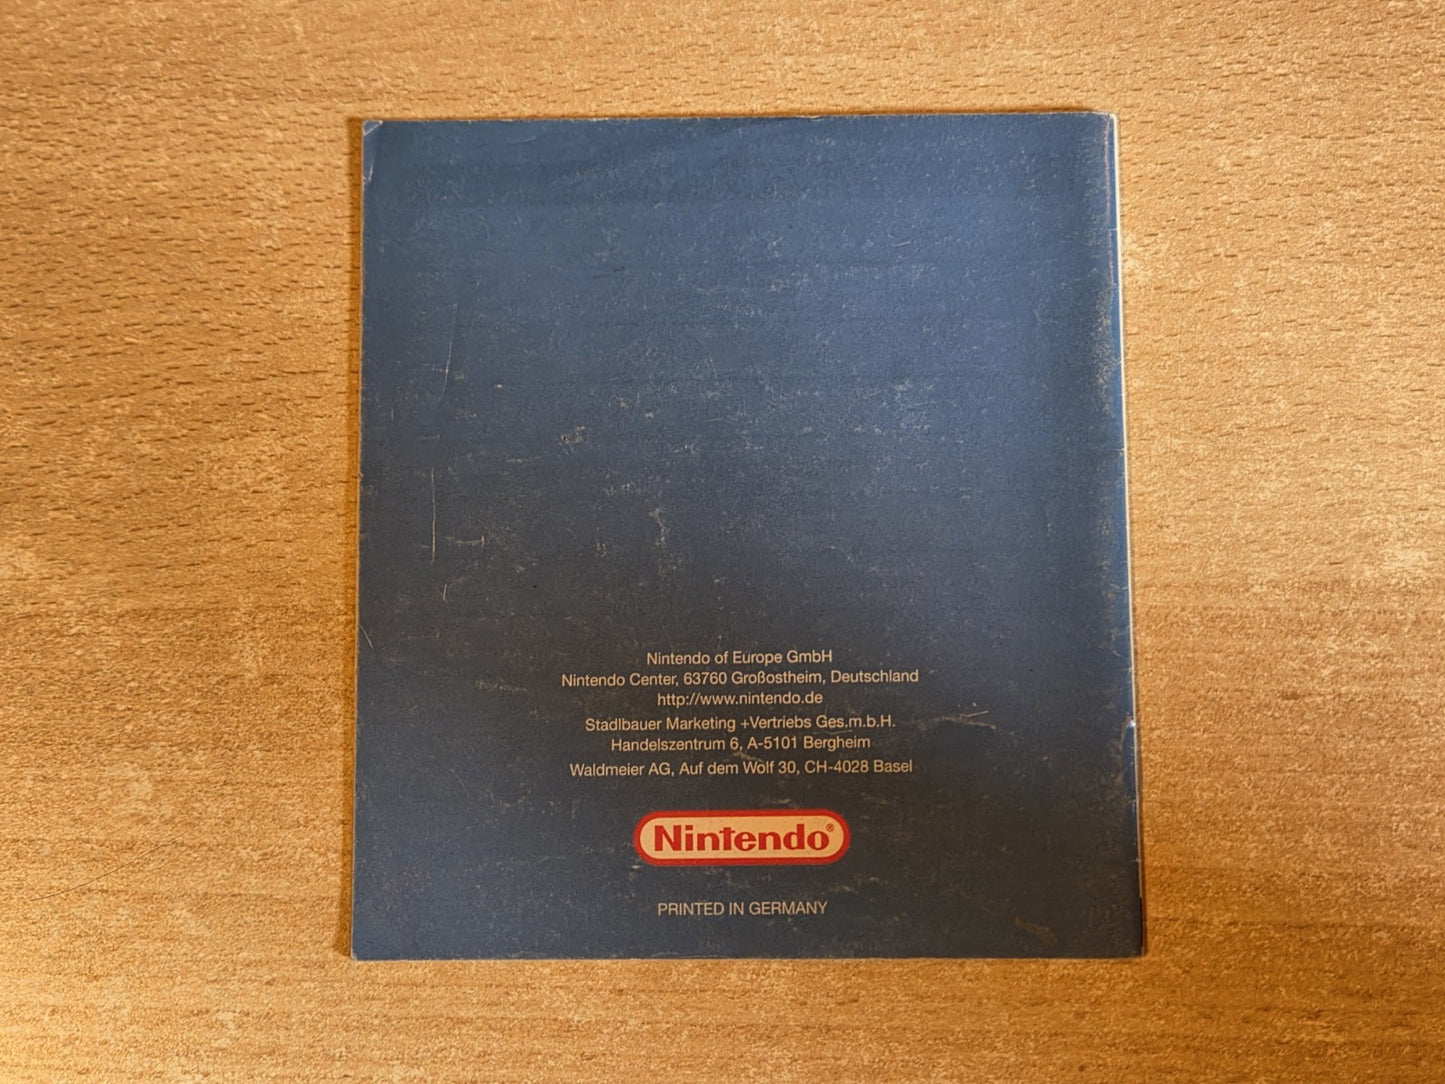 Nintendo of Europe GmbH
Nintendo Center, 63760 Großostheim, Deutschland
http://www.nintendo.de
Stadlbauer Marketing +Vertriebs Ges.m.b.H.
Handelszentrum 6, A-5101 Bergheim
Waldmeier AG, Auf dem Wolf 30, CH-4028 Basel
Nintendo®
PRINTED IN GERMANY